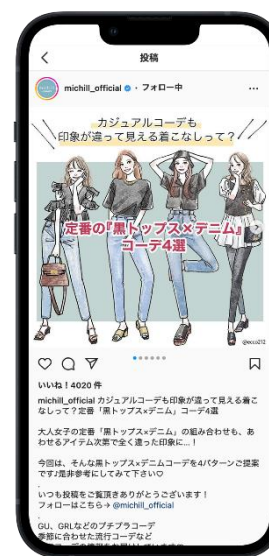 投稿
michill_official ・ フォロー中
カジュアルコーデも
印象が違って見える着こなしって？
定番の『黒トップス×デニム』
コーデ4選
@ecco212
いいね！4020 件
michill_official カジュアルコーデも印象が違って見える着こ
なしって？定番「黒トップス×デニム」コーデ4選
大人女子の定番「黒トップス×デニム」の組み合わせも、あ
わせるアイテム次第で全く違った印象に…！
今回は、そんな黒トップス×デニムコーデを4パターンご提案
です♪是非参考にしてみて下さい♡
.
いつも投稿をご覧頂きありがとうございます！
フォローはこちら→ @michill_official
.
GU、GRLなどのプチプラコーデ
季節に合わせた流行コーデなど